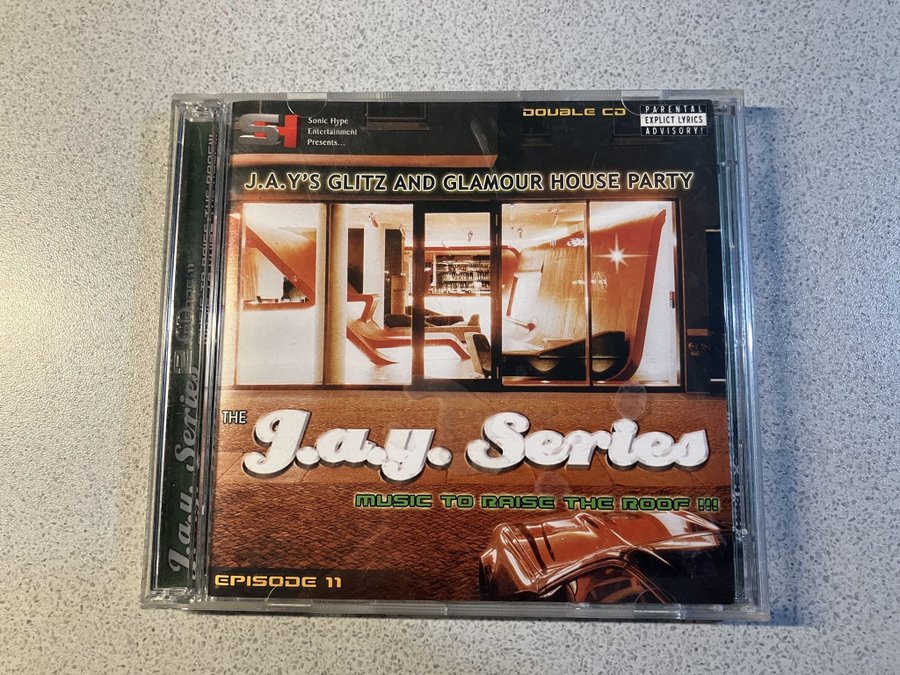 SH
Sonic Hype
Entertainment
Presents...
DOUBLE CD
PARENTAL
EXPLICT LYRICS
ADVISORY!
J.A.Y'S GLITZ AND GLAMOUR HOUSE PARTY
THE
J.a.y. Series
MUSIC TO RAISE THE ROOF !!!
EPISODE 11
J.a.y. Series